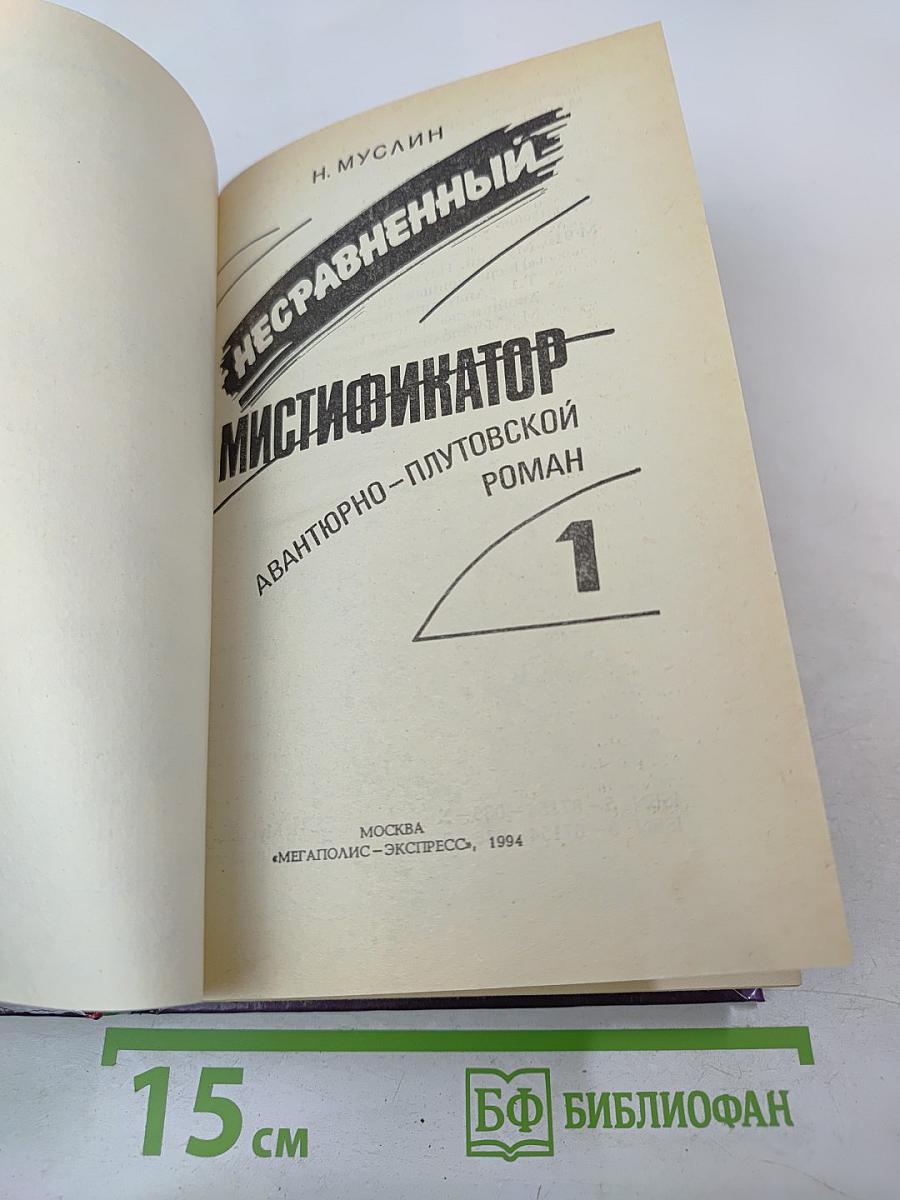 Н. МУСЛИН
НЕСРАВНЕННЫЙ
МИСТИФИКАТОР
АВАНТЮРНО-ПЛУТОВСКОЙ
РОМАН
1
МОСКВА
«МЕГАПОЛИС-ЭКСПРЕСС», 1994
15 см
БФ БИБЛИОФАН